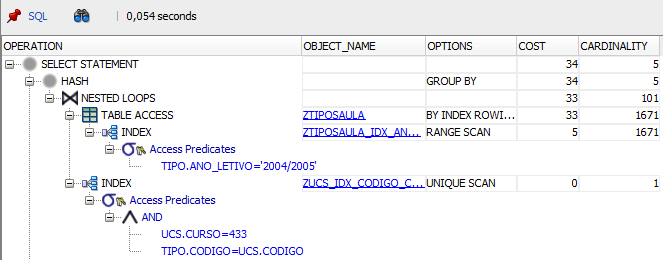 SQL 0,054 seconds
OPERATION OBJECT_NAME OPTIONS COST CARDINALITY
SELECT STATEMENT 34 5
HASH GROUP BY 34 5
NESTED LOOPS 33 101
TABLE ACCESS ZTIPOSAULA BY INDEX ROWI... 33 1671
INDEX ZTIPOSAULA_IDX_AN... RANGE SCAN 5 1671
Access Predicates
TIPO.ANO_LETIVO='2004/2005'
INDEX ZUCS_IDX_CODIGO_C... UNIQUE SCAN 0 1
Access Predicates
AND
UCS.CURSO=433
TIPO.CODIGO=UCS.CODIGO